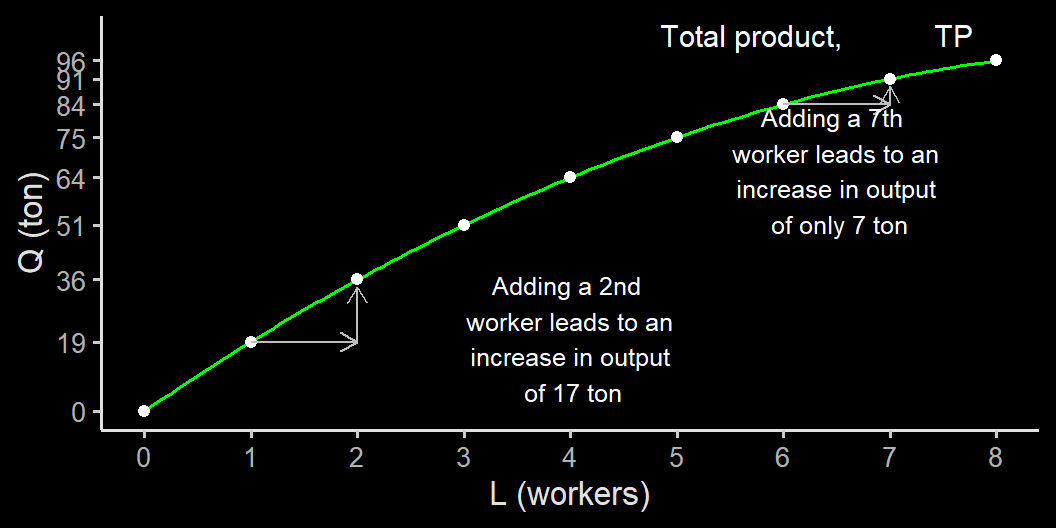 Total product, TP
96
91
84
75
64
51
36
19
0
Q (ton)
Adding a 7th
worker leads to an
increase in output
of only 7 ton
Adding a 2nd
worker leads to an
increase in output
of 17 ton
0 1 2 3 4 5 6 7 8
L (workers)